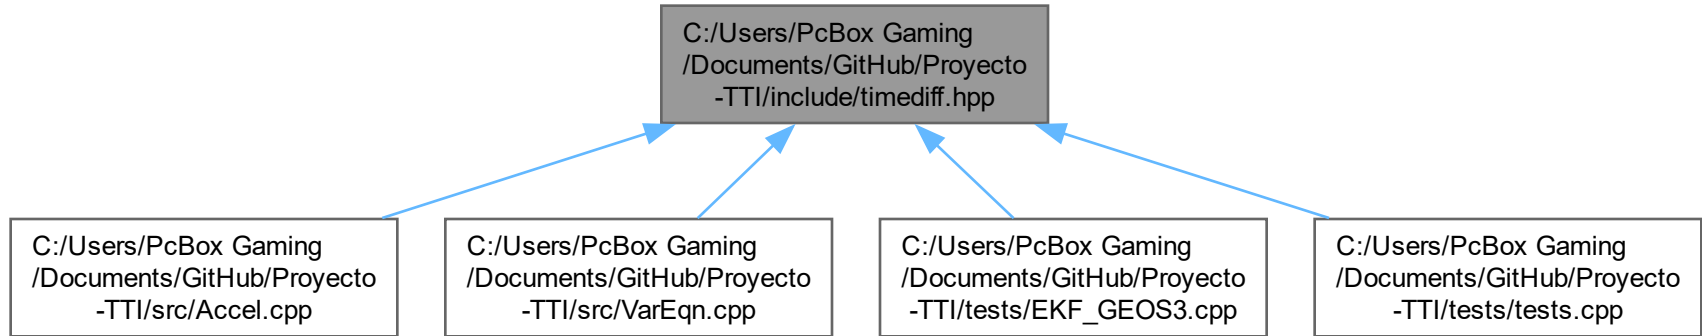 C:/Users/PcBox Gaming
/Documents/GitHub/Proyecto
-TTI/include/timediff.hpp
C:/Users/PcBox Gaming
/Documents/GitHub/Proyecto
-TTI/src/Accel.cpp
C:/Users/PcBox Gaming
/Documents/GitHub/Proyecto
-TTI/src/VarEqn.cpp
C:/Users/PcBox Gaming
/Documents/GitHub/Proyecto
-TTI/tests/EKF_GEOS3.cpp
C:/Users/PcBox Gaming
/Documents/GitHub/Proyecto
-TTI/tests/tests.cpp